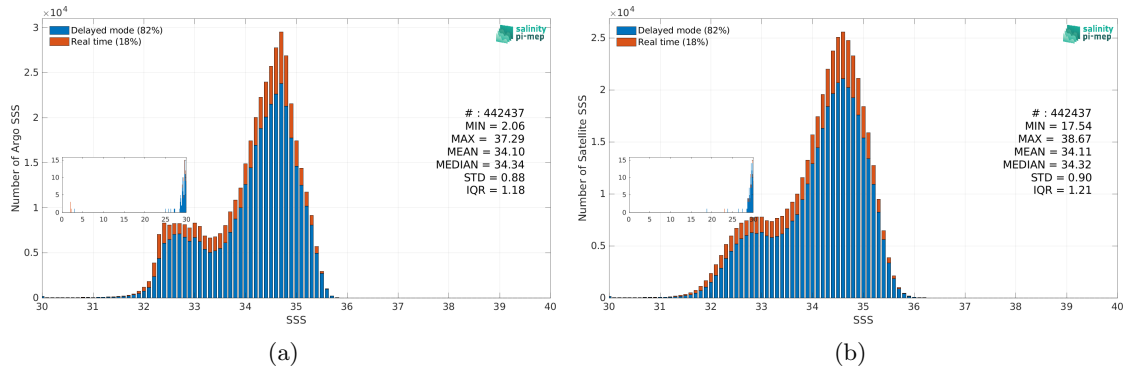 ×10⁴
Delayed mode (82%)
Real time (18%)
salinity
pi-mep
Number of Argo SSS
3
2.5
2
1.5
1
0.5
0
# : 442437
MIN = 2.06
MAX = 37.29
MEAN = 34.10
MEDIAN = 34.34
STD = 0.88
IQR = 1.18
15
10
5
0
0 5 10 15 20 25 30
30 31 32 33 34 35 36 37 38 39 40
SSS
(a)
×10⁴
Delayed mode (82%)
Real time (18%)
salinity
pi-mep
Number of Satellite SSS
2.5
2
1.5
1
0.5
0
# : 442437
MIN = 17.54
MAX = 38.67
MEAN = 34.11
MEDIAN = 34.32
STD = 0.90
IQR = 1.21
15
10
5
0
0 5 10 15 20 25 30
30 31 32 33 34 35 36 37 38 39 40
SSS
(b)